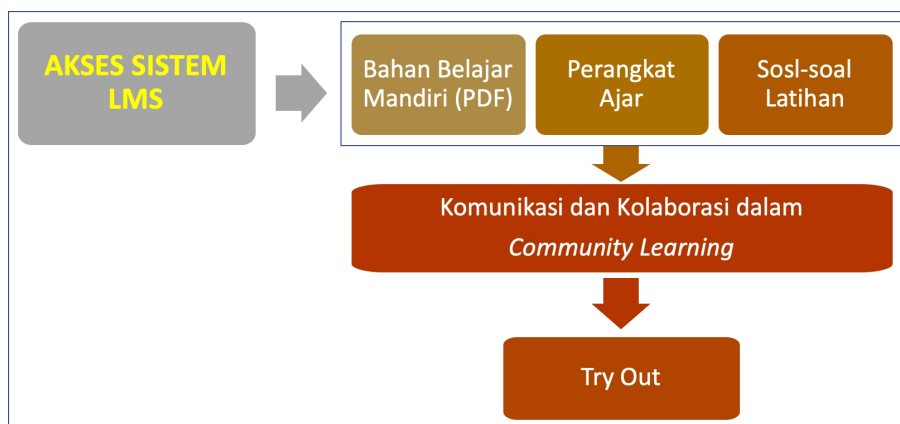 AKSES SISTEM
LMS
Bahan Belajar
Mandiri (PDF)
Perangkat
Ajar
Sosl-soal
Latihan
Komunikasi dan Kolaborasi dalam
Community Learning
Try Out